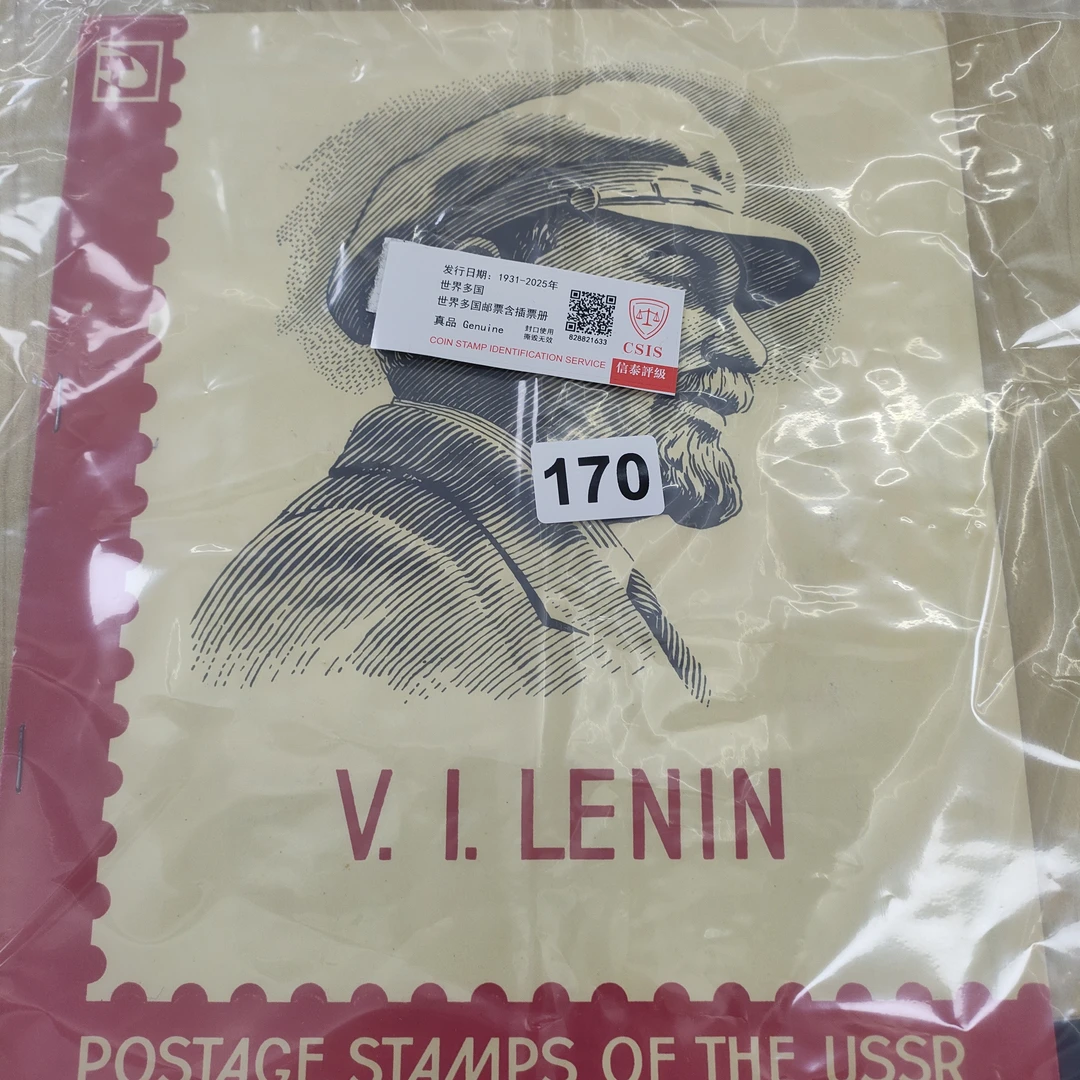 发行日期：1931-2025年
世界多国
世界多国邮票含插票册
真品 Genuine
封口使用
撕毁无效
828821633
COIN STAMP IDENTIFICATION SERVICE
CSIS
信泰評級
170
V. I. LENIN
POSTAGE STAMPS OF THE USSR